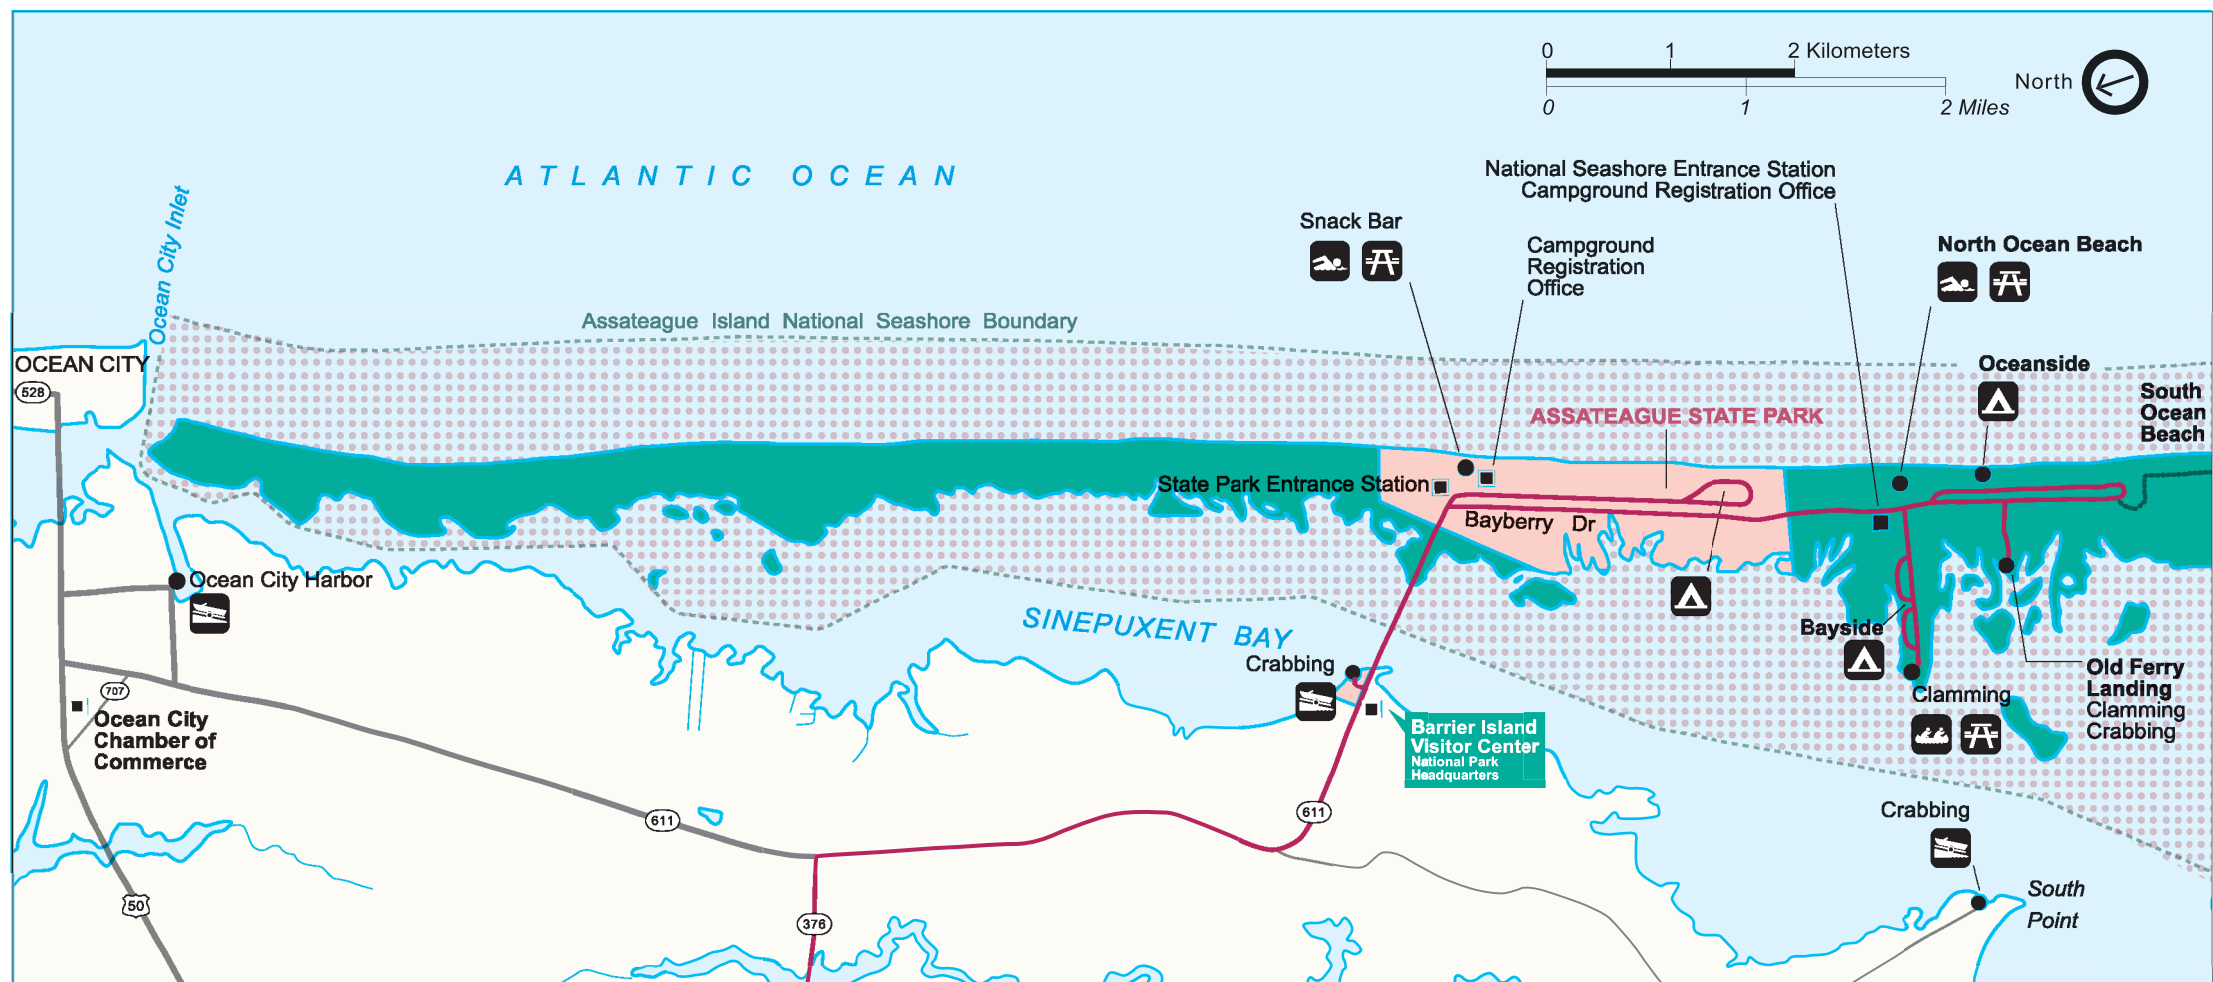 0 1 2 Kilometers
0 1 2 Miles
North
ATLANTIC OCEAN
Ocean City Inlet
National Seashore Entrance Station
Campground Registration Office
Snack Bar
Campground
Registration
Office
North Ocean Beach
Assateague Island National Seashore Boundary
OCEAN CITY
528
Oceanside
South
Ocean
Beach
ASSATEAGUE STATE PARK
State Park Entrance Station
Bayberry Dr
Ocean City Harbor
SINEPUXENT BAY
Bayside
Crabbing
Old Ferry
Landing
Clamming
Crabbing
Clamming
707
Ocean City
Chamber of
Commerce
Barrier Island
Visitor Center
National Park
Headquarters
611
611
Crabbing
South
Point
50
376